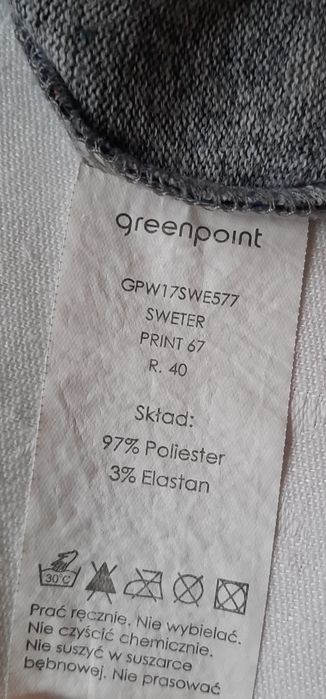 greenpoint
GPW17SWE577
SWETER
PRINT 67
R. 40
Skład:
97% Poliester
3% Elastan
30°C
Prać ręcznie. Nie wybielać.
Nie czyścić chemicznie.
Nie suszyć w suszarce
bębnowej. Nie prasować